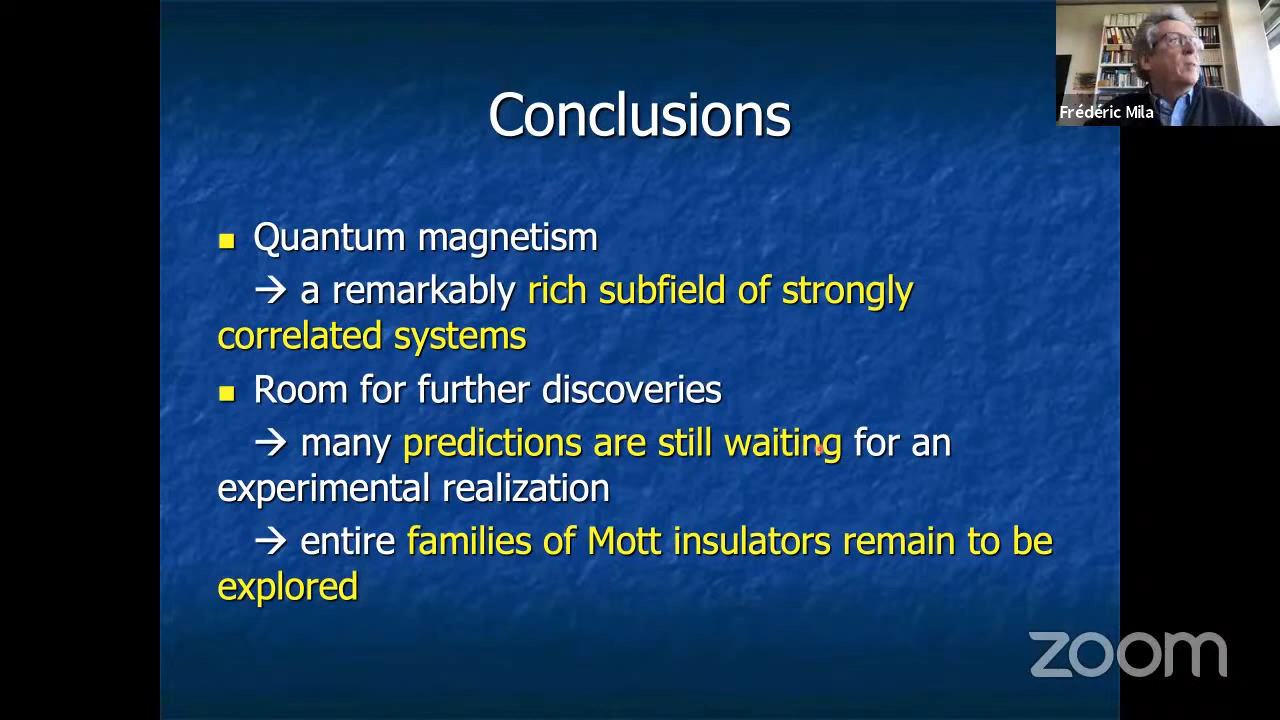 Conclusions
Frédéric Mila
■ Quantum magnetism
→ a remarkably rich subfield of strongly
correlated systems
■ Room for further discoveries
→ many predictions are still waiting for an
experimental realization
→ entire families of Mott insulators remain to be
explored
zoom